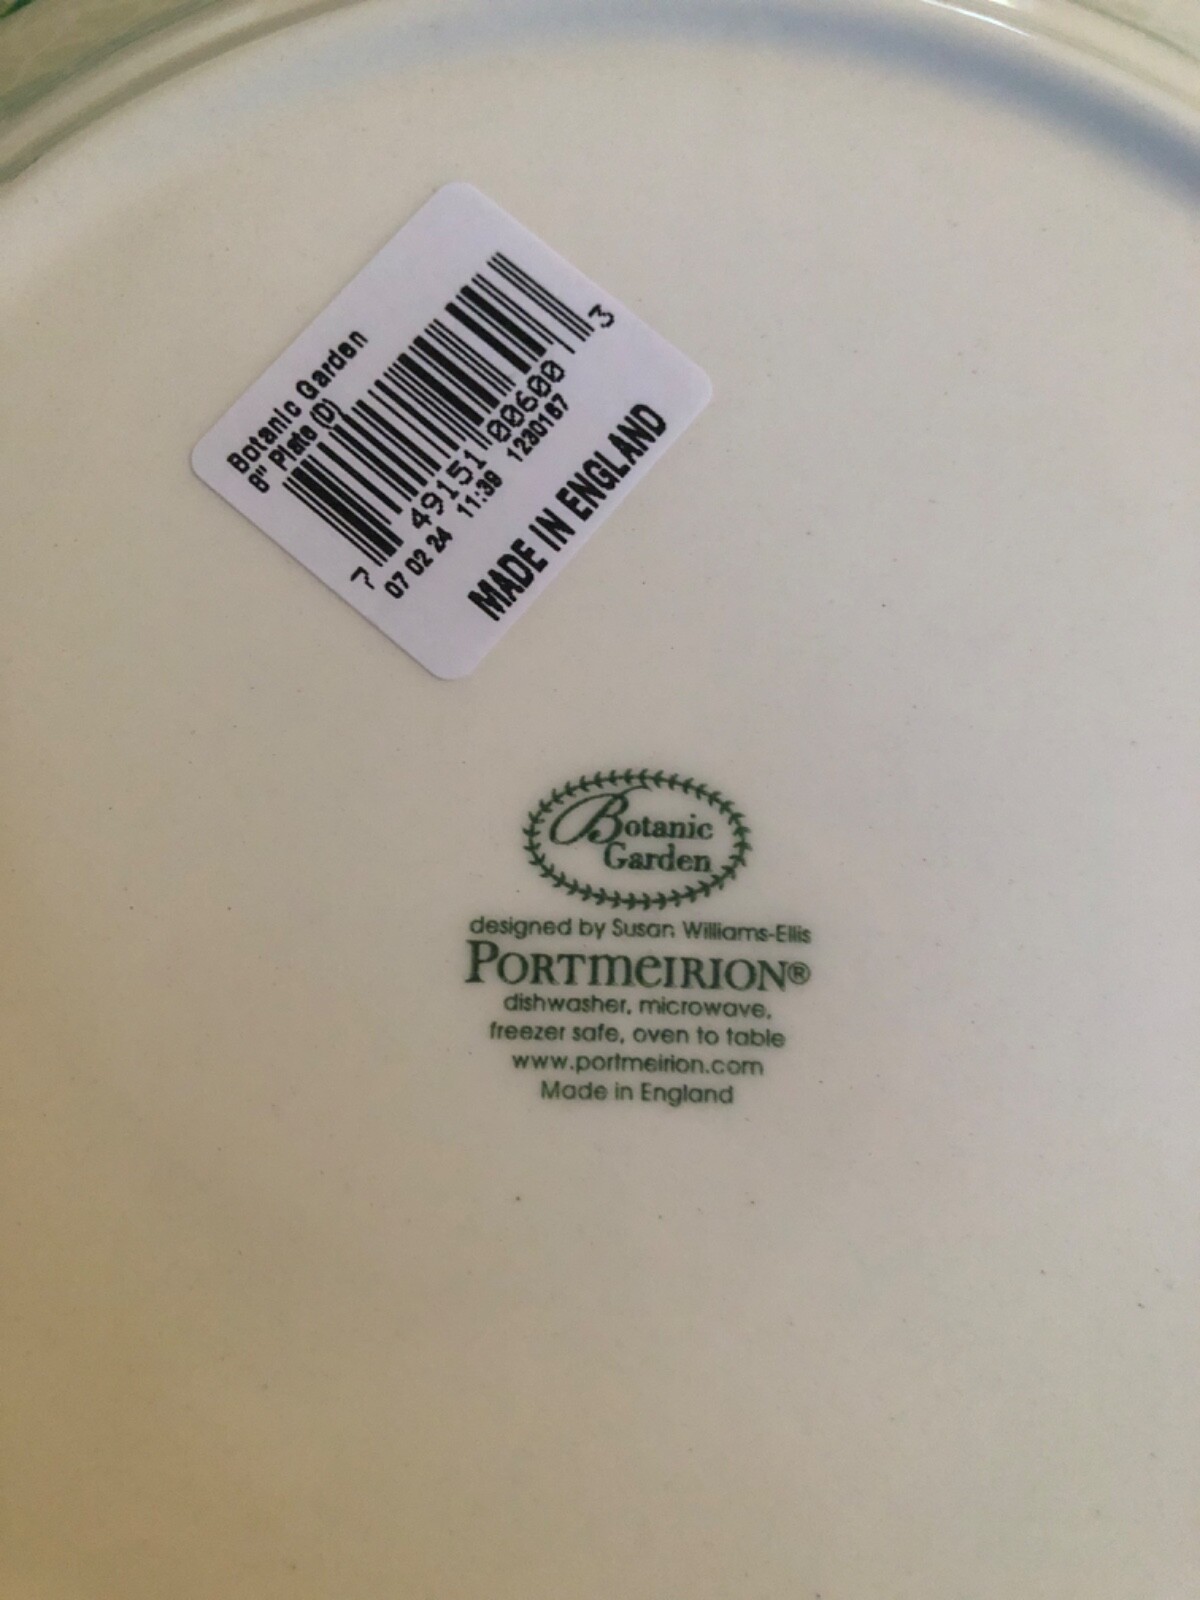 Botanic Garden
8" Plate (D)
7 49151 00600 3
07 02 24 11:39 1230167
MADE IN ENGLAND
Botanic
Garden
designed by Susan Williams-Ellis
PORTMEIRION®
dishwasher, microwave,
freezer safe, oven to table
www.portmeirion.com
Made in England